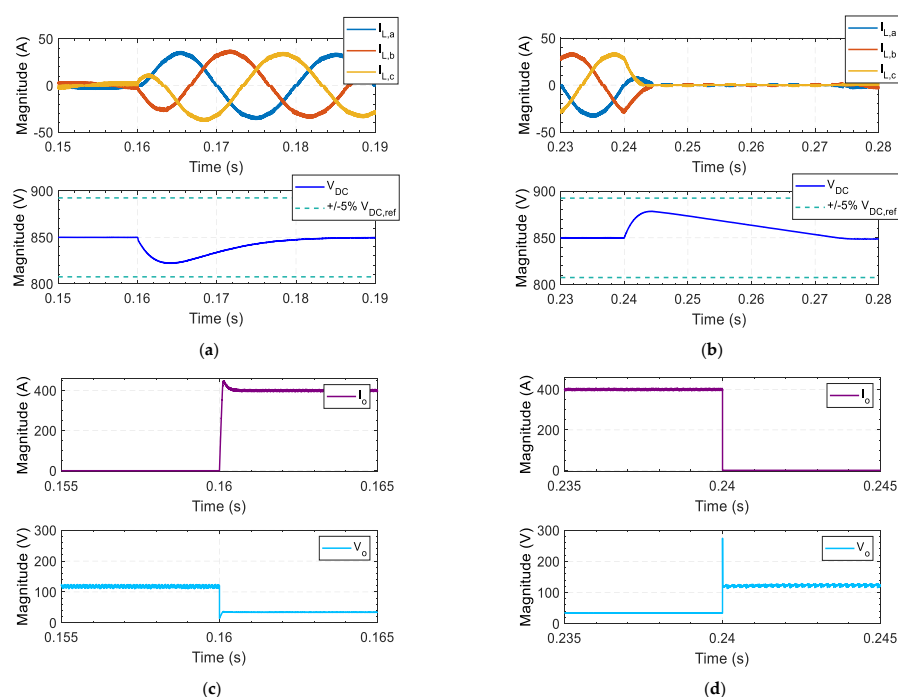 50
0
-50
Magnitude (A)
0.15 0.16 0.17 0.18 0.19
Time (s)
I_L,a
I_L,b
I_L,c
900
850
800
Magnitude (V)
0.15 0.16 0.17 0.18 0.19
Time (s)
V_DC
+/-5% V_DC,ref
(a)
50
0
-50
Magnitude (A)
0.23 0.24 0.25 0.26 0.27 0.28
Time (s)
I_L,a
I_L,b
I_L,c
900
850
800
Magnitude (V)
0.23 0.24 0.25 0.26 0.27 0.28
Time (s)
V_DC
+/-5% V_DC,ref
(b)
400
200
0
Magnitude (A)
0.155 0.16 0.165
Time (s)
I_o
300
200
100
0
Magnitude (V)
0.155 0.16 0.165
Time (s)
V_o
(c)
400
200
0
Magnitude (A)
0.235 0.24 0.245
Time (s)
I_o
300
200
100
0
Magnitude (V)
0.235 0.24 0.245
Time (s)
V_o
(d)